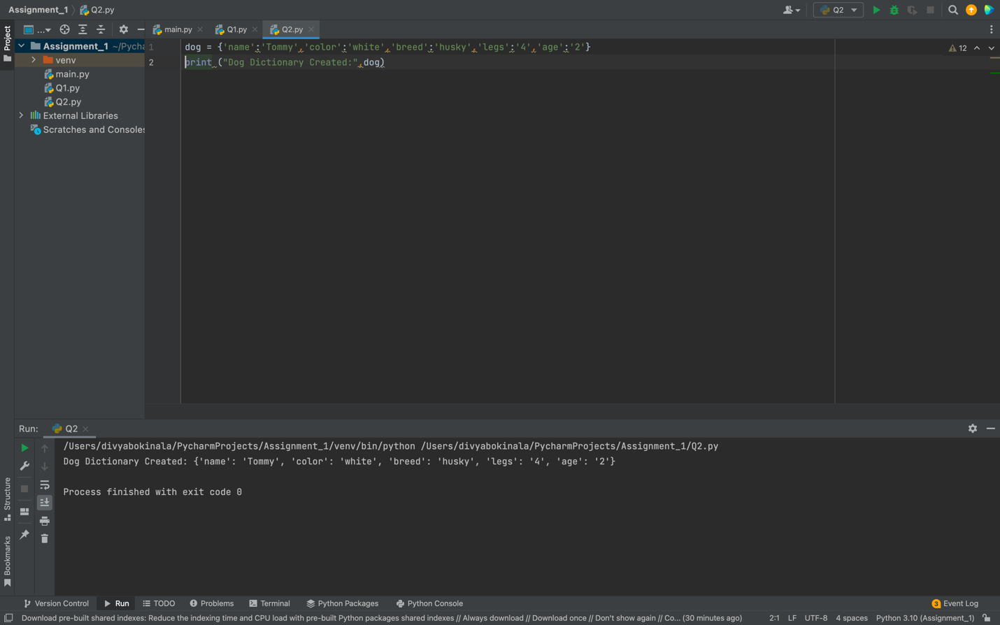 Assignment_1 Q2.py
Q2
Project
...
main.py Q1.py Q2.py
Assignment_1 ~/Pycha
venv
main.py
Q1.py
Q2.py
External Libraries
Scratches and Consoles
1 dog = {'name':'Tommy','color':'white','breed':'husky','legs':'4','age':'2'}
2 print ("Dog Dictionary Created:",dog)
12
Run: Q2
/Users/divyabokinala/PycharmProjects/Assignment_1/venv/bin/python /Users/divyabokinala/PycharmProjects/Assignment_1/Q2.py
Dog Dictionary Created: {'name': 'Tommy', 'color': 'white', 'breed': 'husky', 'legs': '4', 'age': '2'}
Process finished with exit code 0
Structure
Bookmarks
Version Control Run TODO Problems Terminal Python Packages Python Console 3 Event Log
Download pre-built shared indexes: Reduce the indexing time and CPU load with pre-built Python packages shared indexes // Always download // Download once // Don't show again // Co... (30 minutes ago) 2:1 LF UTF-8 4 spaces Python 3.10 (Assignment_1)